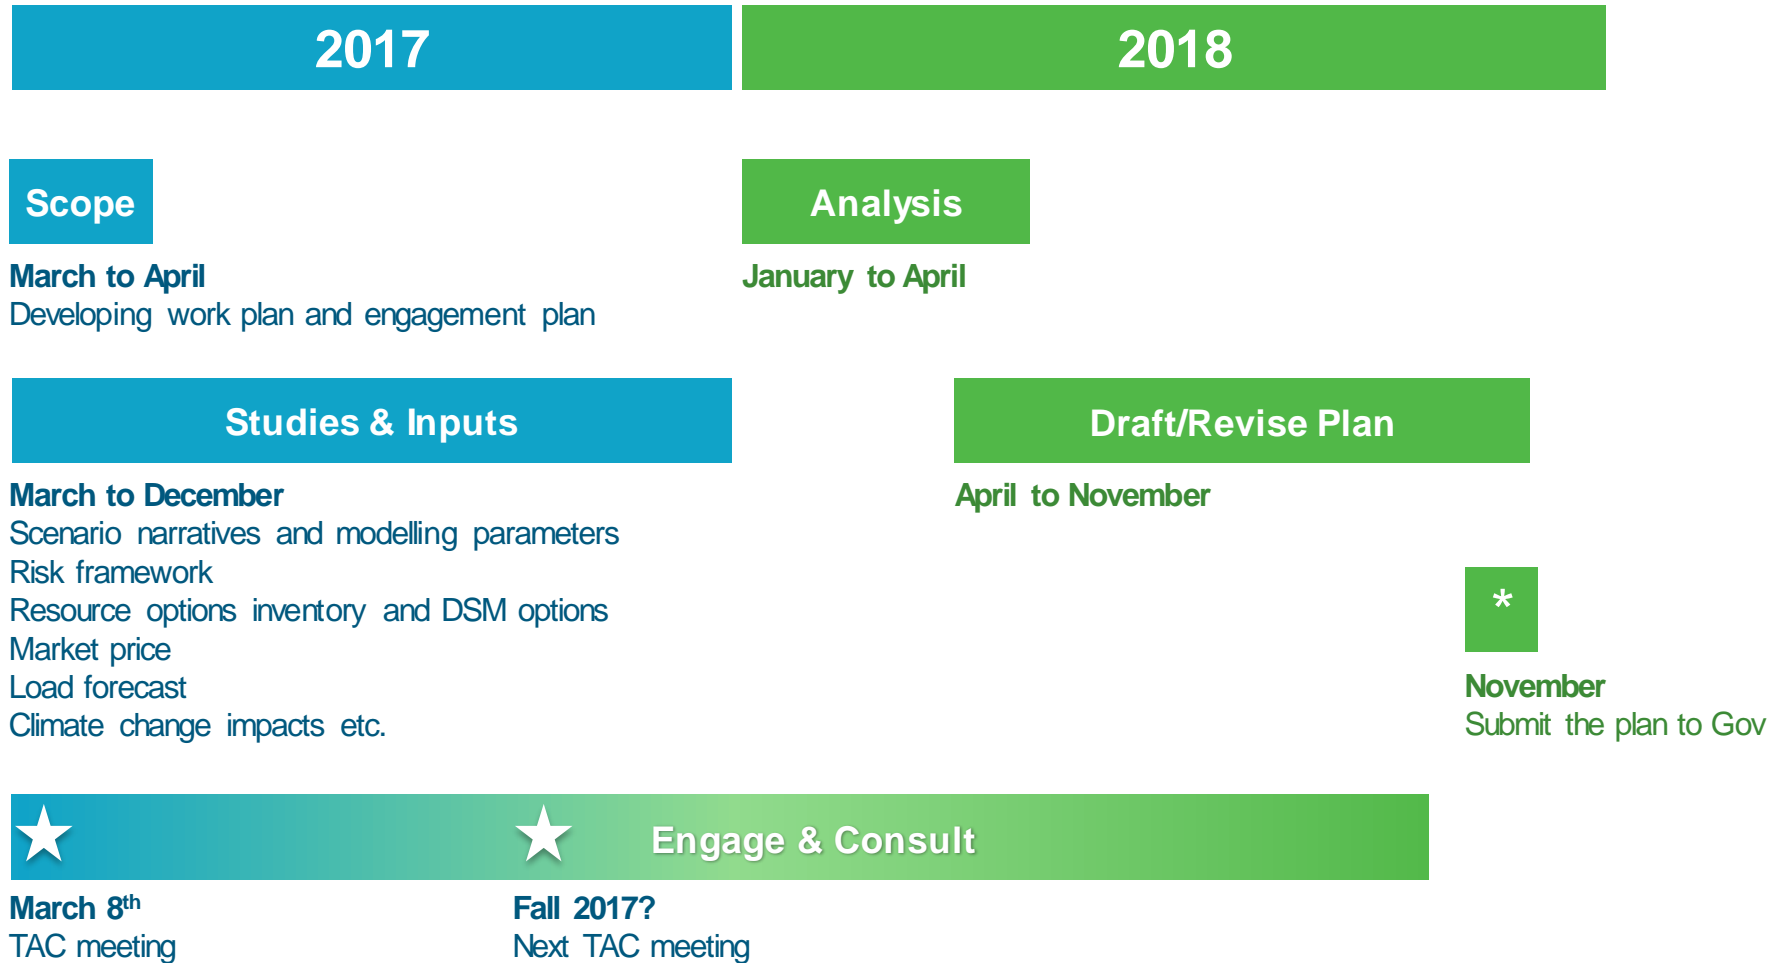 2017
2018
Scope
March to April
Developing work plan and engagement plan
Analysis
January to April
Studies & Inputs
March to December
Scenario narratives and modelling parameters
Risk framework
Resource options inventory and DSM options
Market price
Load forecast
Climate change impacts etc.
Draft/Revise Plan
April to November
*
November
Submit the plan to Gov
Engage & Consult
March 8th
TAC meeting
Fall 2017?
Next TAC meeting